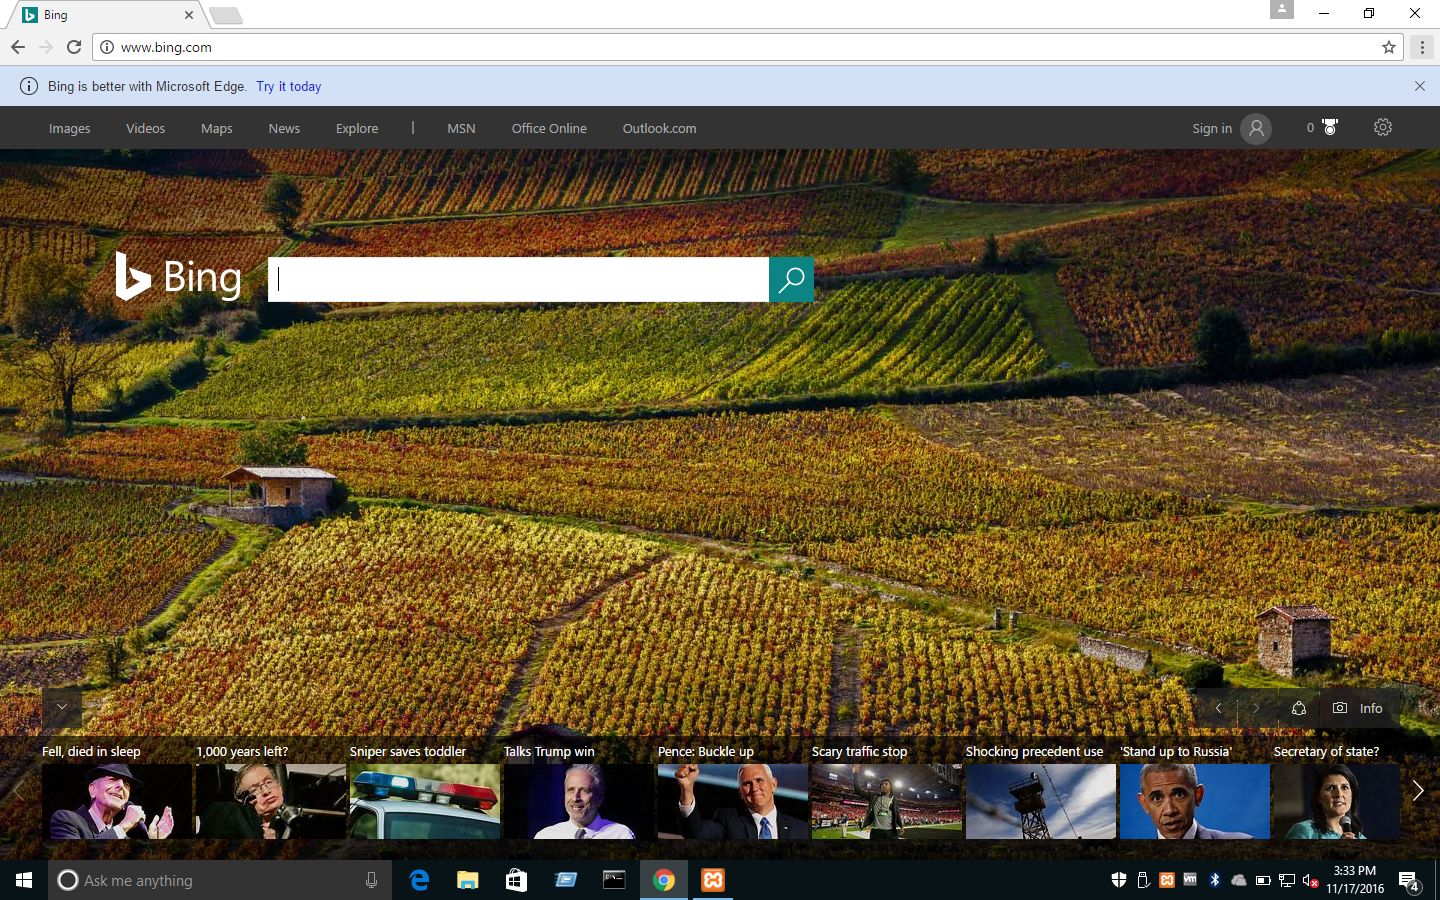 Bing
www.bing.com
Bing is better with Microsoft Edge. Try it today
Images Videos Maps News Explore | MSN Office Online Outlook.com Sign in 0
Bing
Info
Fell, died in sleep 1,000 years left? Sniper saves toddler Talks Trump win Pence: Buckle up Scary traffic stop Shocking precedent use 'Stand up to Russia' Secretary of state?
Ask me anything
3:33 PM
11/17/2016
4